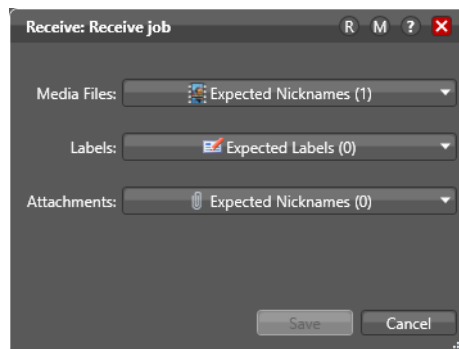 Receive: Receive job R M ?
Media Files: Expected Nicknames (1)
Labels: Expected Labels (0)
Attachments: Expected Nicknames (0)
Save Cancel